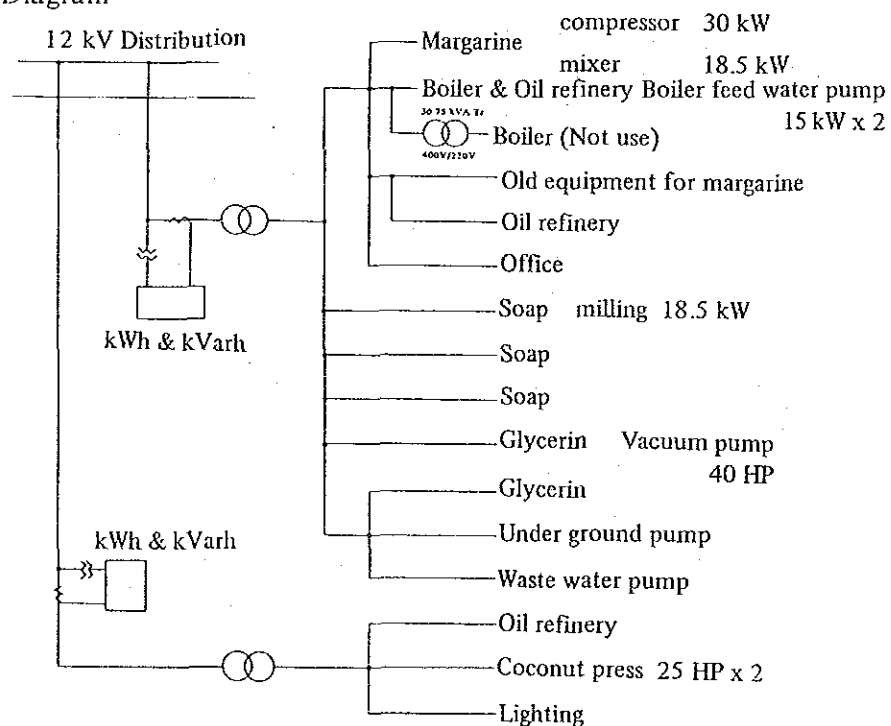 Diagram
12 kV Distribution
Margarine compressor 30 kW
mixer 18.5 kW
Boiler & Oil refinery Boiler feed water pump
15 kW x 2
Boiler (Not use)
400V/220V
Old equipment for margarine
Oil refinery
Office
kWh & kVarh
Soap milling 18.5 kW
Soap
Soap
Glycerin Vacuum pump
40 HP
Glycerin
Under ground pump
kWh & kVarh
Waste water pump
Oil refinery
Coconut press 25 HP x 2
Lighting